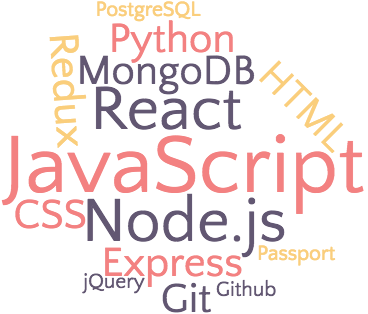 PostgreSQL
Python
Redux
MongoDB
HTML
React
JavaScript
CSS
Node.js
Express
Passport
jQuery
Git
Github